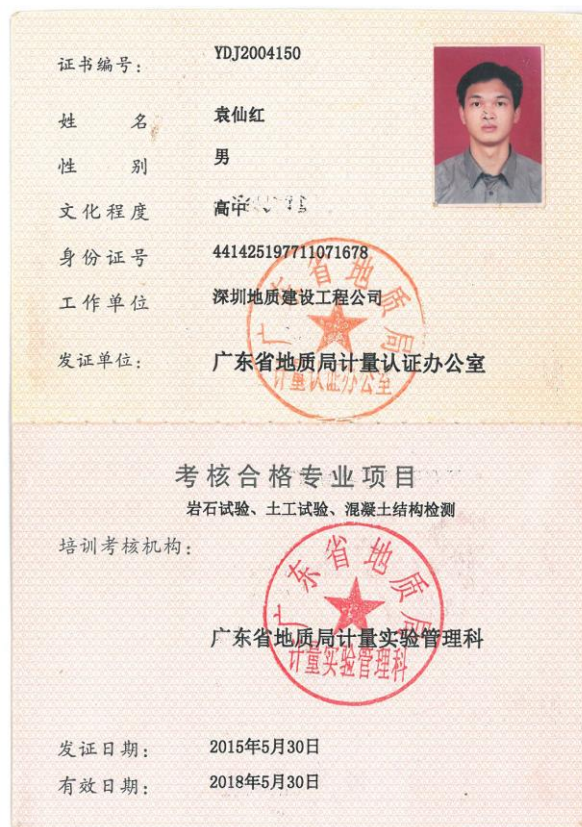 证书编号： YDJ2004150
姓 名 袁仙红
性 别 男
文化程度 高中
身份证号 441425197711071678
工作单位 深圳地质建设工程公司
发证单位： 广东省地质局计量认证办公室
广东省地质局
计量认证办公室
考核合格专业项目
岩石试验、土工试验、混凝土结构检测
培训考核机构：
广东省地质局
广东省地质局计量实验管理科
计量实验管理科
发证日期： 2015年5月30日
有效日期： 2018年5月30日